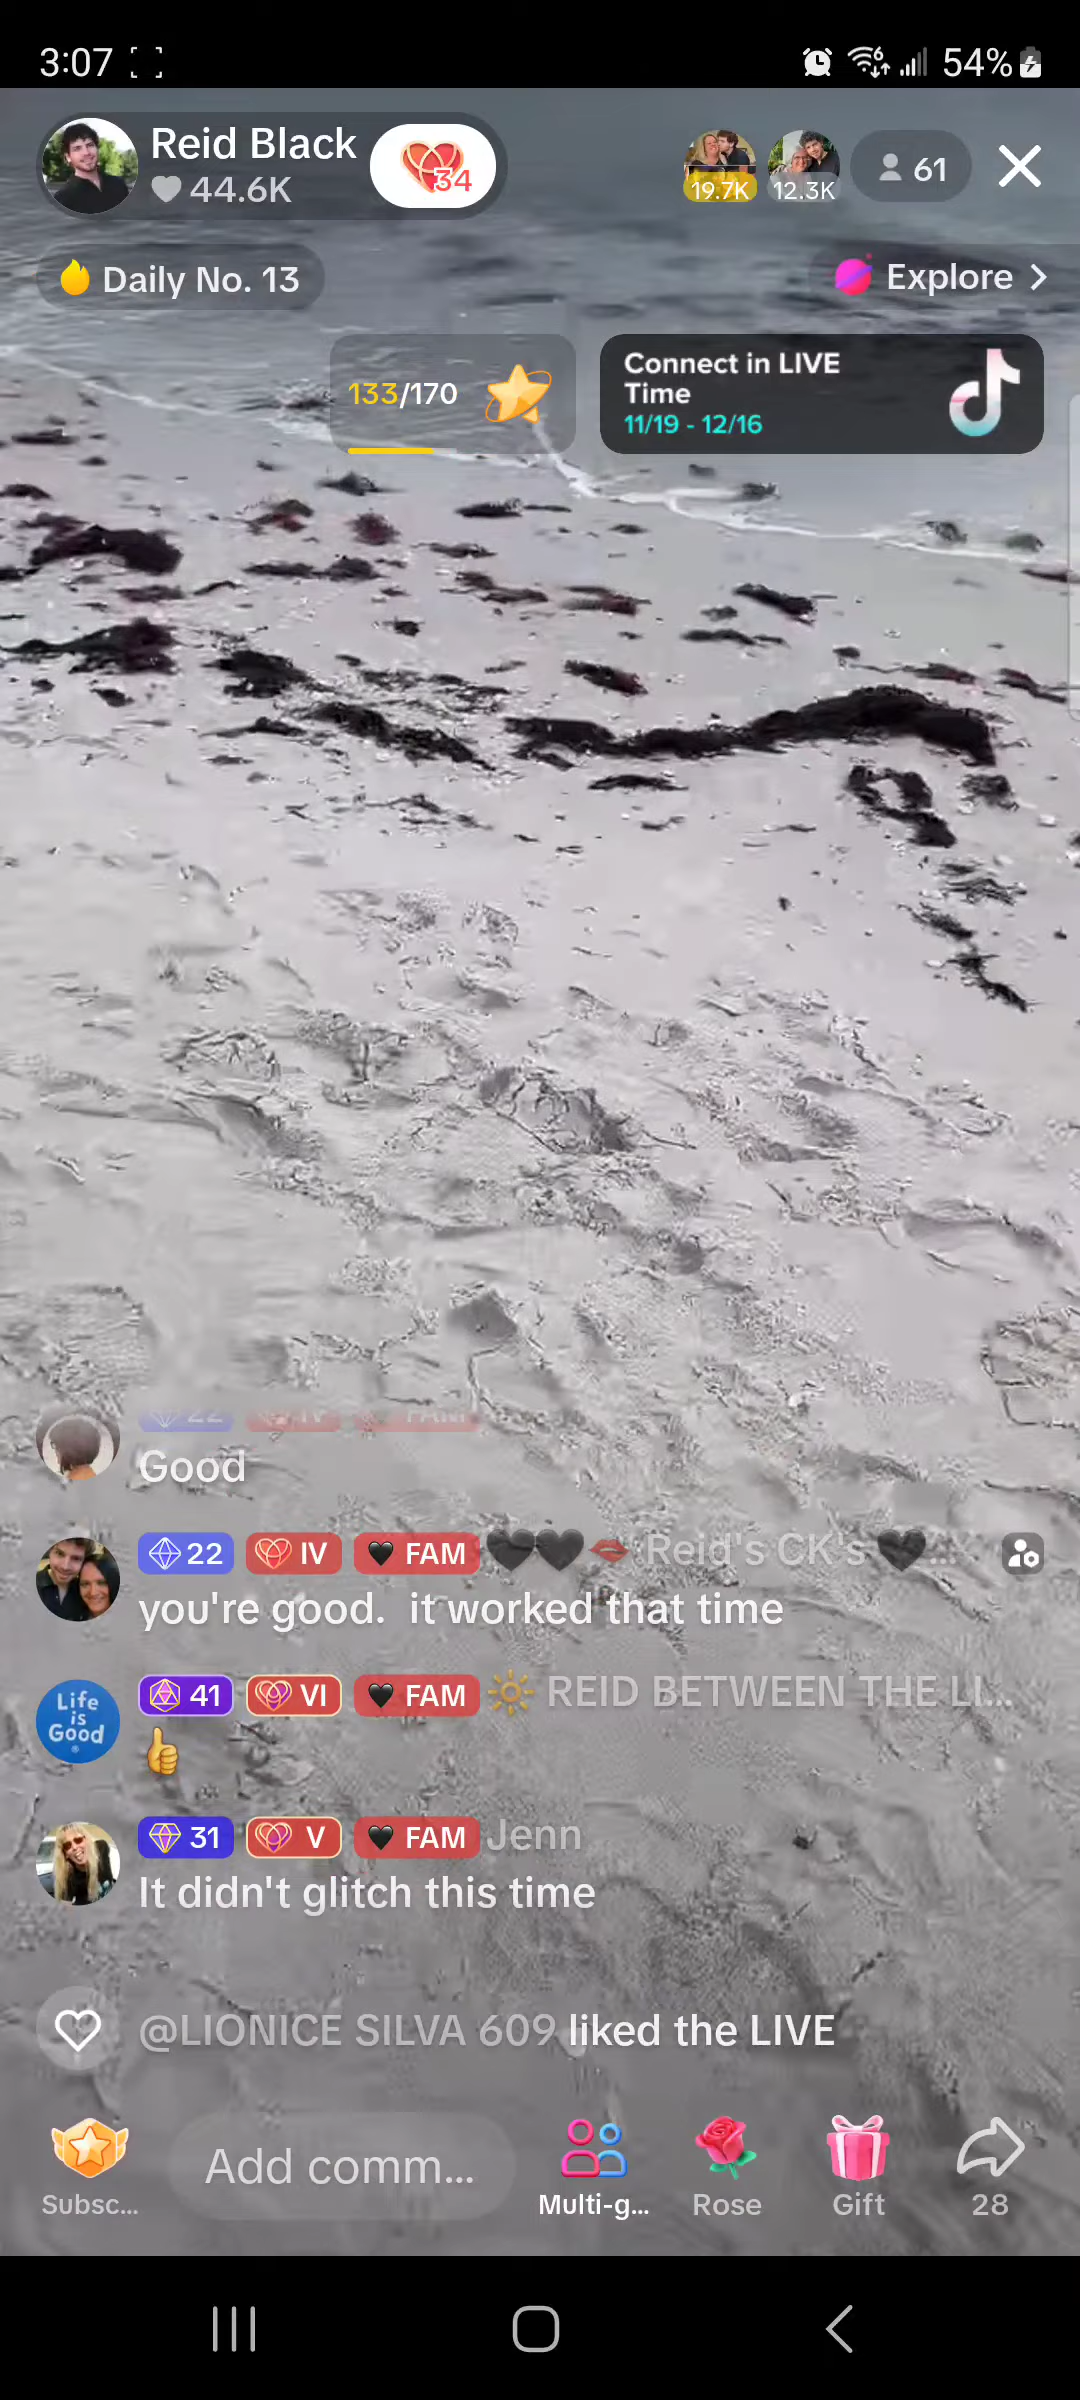 3:07
54%
Reid Black
44.6K
34
19.7K
12.3K
61
Daily No. 13
Explore
133/170
Connect in LIVE
Time
11/19 - 12/16
22 IV FAM
Good
22 IV FAM Reid's CK's ...
you're good. it worked that time
Life
is
Good
41 VI FAM REID BETWEEN THE LI...
31 V FAM Jenn
It didn't glitch this time
@LIONICE SILVA 609 liked the LIVE
Add comm...
Subsc...
Multi-g...
Rose
Gift
28